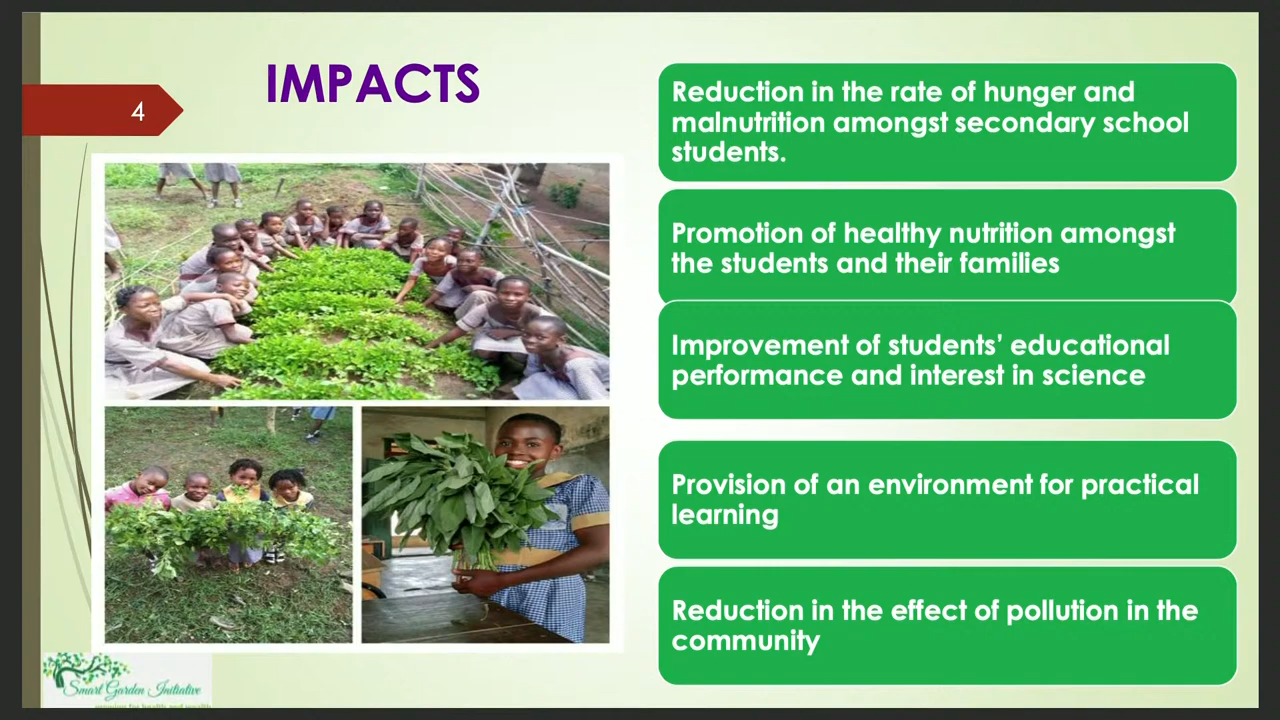 IMPACTS
4
Reduction in the rate of hunger and
malnutrition amongst secondary school
students.
Promotion of healthy nutrition amongst
the students and their families
Improvement of students’ educational
performance and interest in science
Provision of an environment for practical
learning
Reduction in the effect of pollution in the
community
Smart Garden Initiative